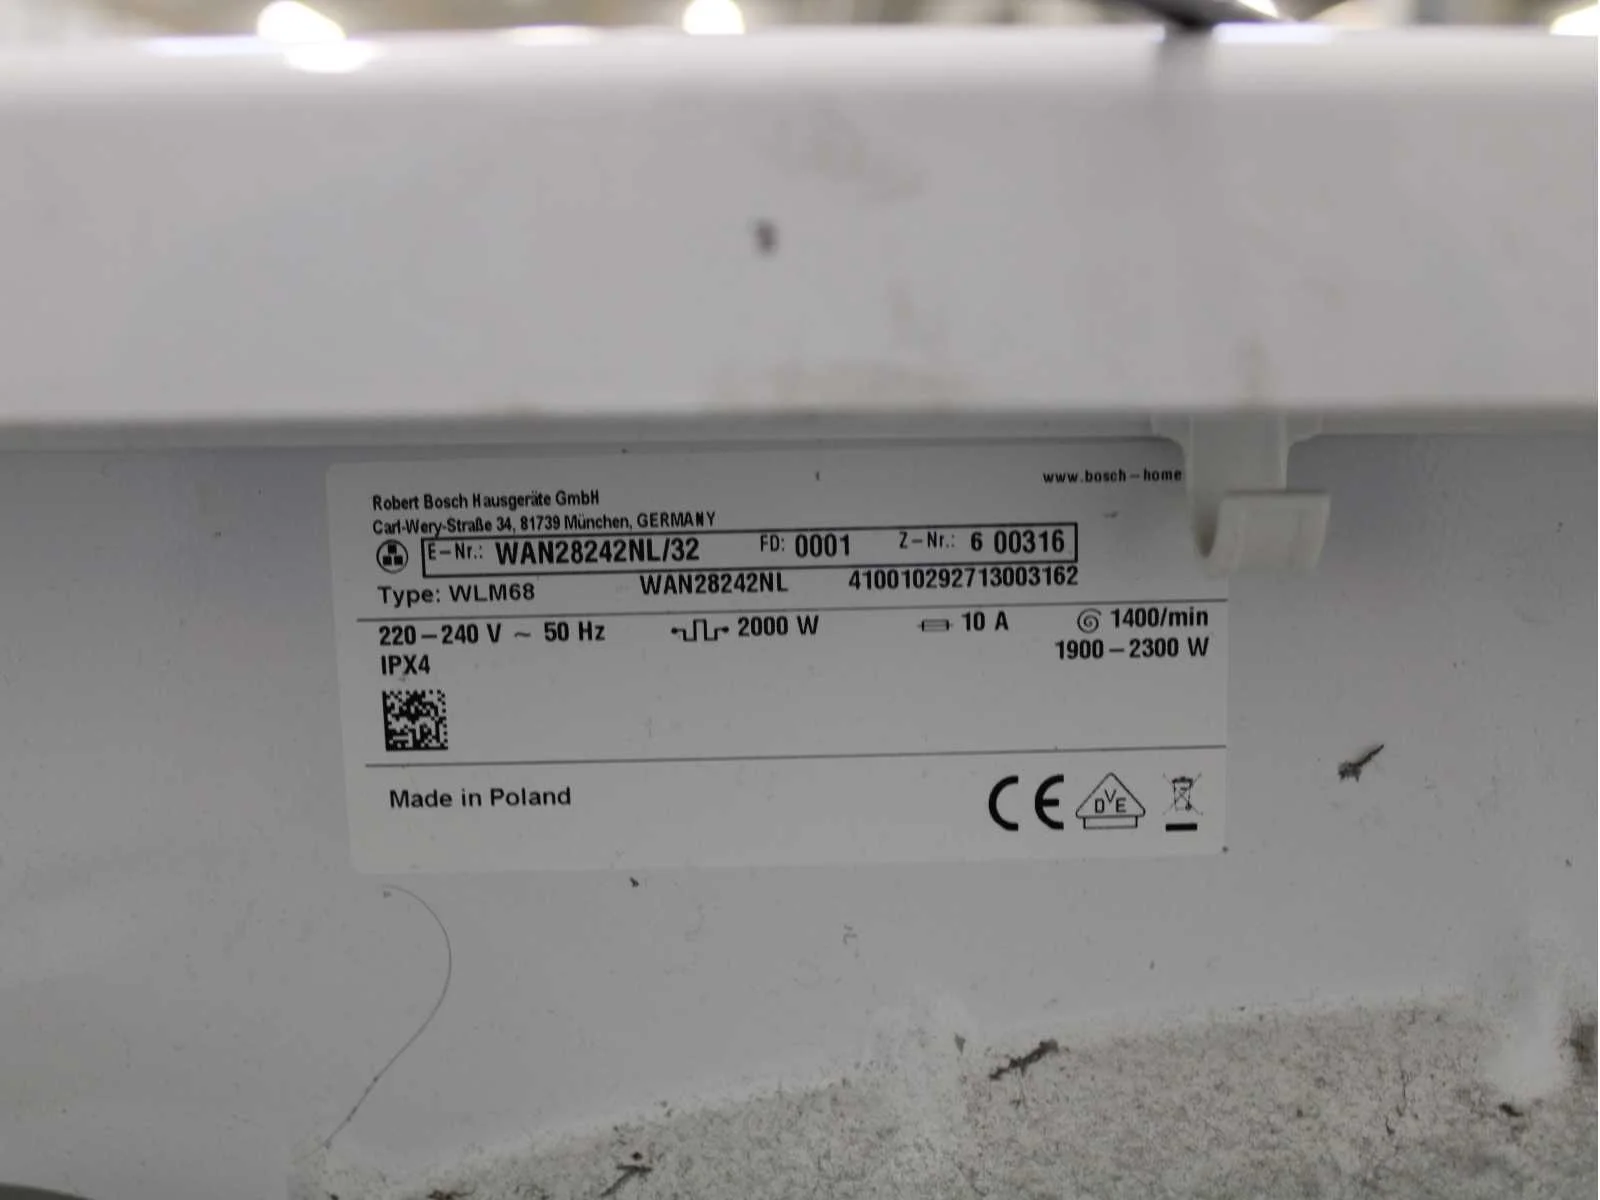 www.bosch-home
Robert Bosch Hausgeräte GmbH
Carl-Wery-Straße 34, 81739 München, GERMANY
E-Nr.: WAN28242NL/32 FD: 0001 Z-Nr.: 6 00316
Type: WLM68 WAN28242NL 410010292713003162
220-240 V ~ 50 Hz 2000 W 10 A 1400/min
IPX4 1900-2300 W
Made in Poland CE DVE